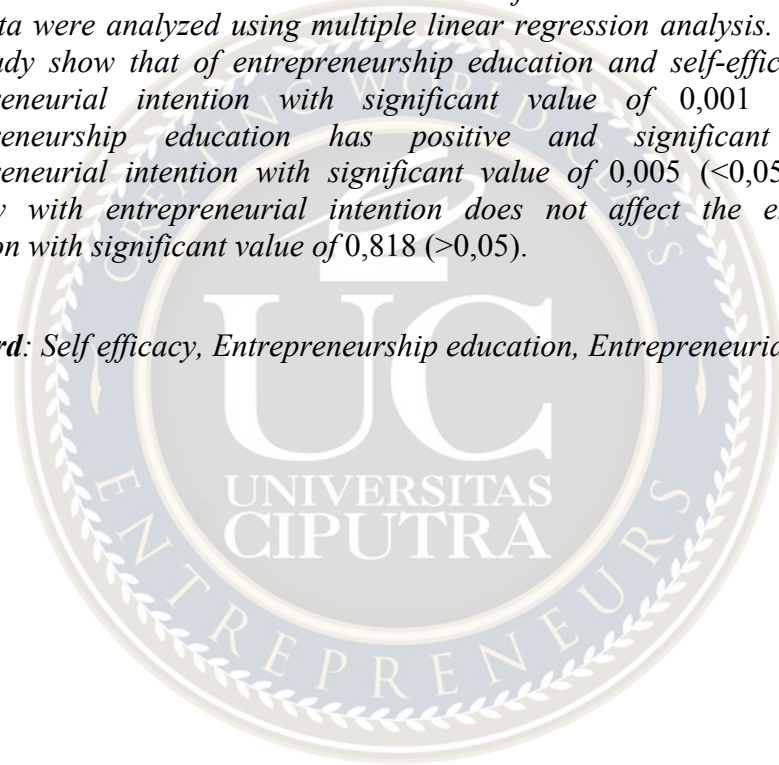 ta were analyzed using multiple linear regression analysis.
udy show that of entrepreneurship education and self-effic
reneurial intention with significant value of 0,001
reneurship education has positive and significant
reneurial intention with significant value of 0,005 (<0,05
y with entrepreneurial intention does not affect the e
on with significant value of 0,818 (>0,05).
rd: Self efficacy, Entrepreneurship education, Entrepreneuria
CREATING WORLD CLASS
UC
UNIVERSITAS
CIPUTRA
ENTREPRENEURS